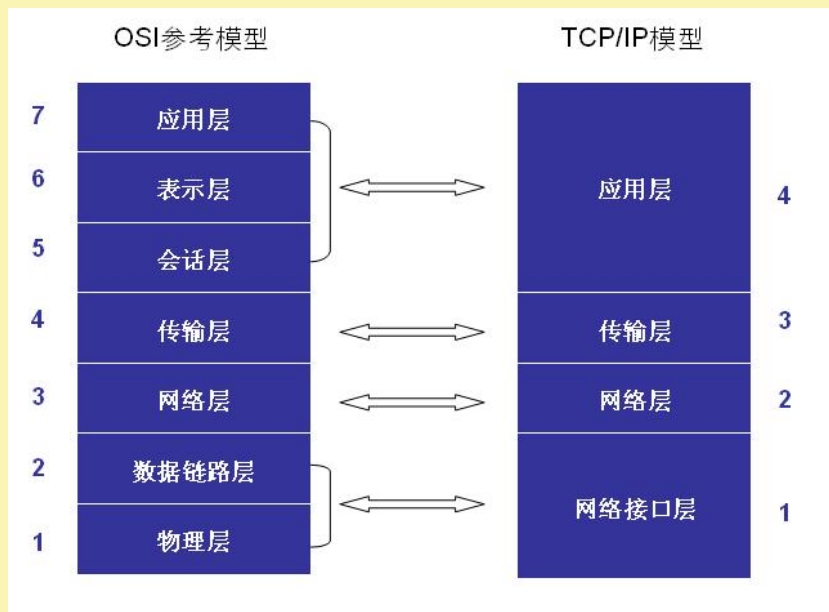 OSI参考模型
TCP/IP模型
7
应用层
6
表示层
5
会话层
4
传输层
3
网络层
2
数据链路层
1
物理层
应用层
4
传输层
3
网络层
2
网络接口层
1